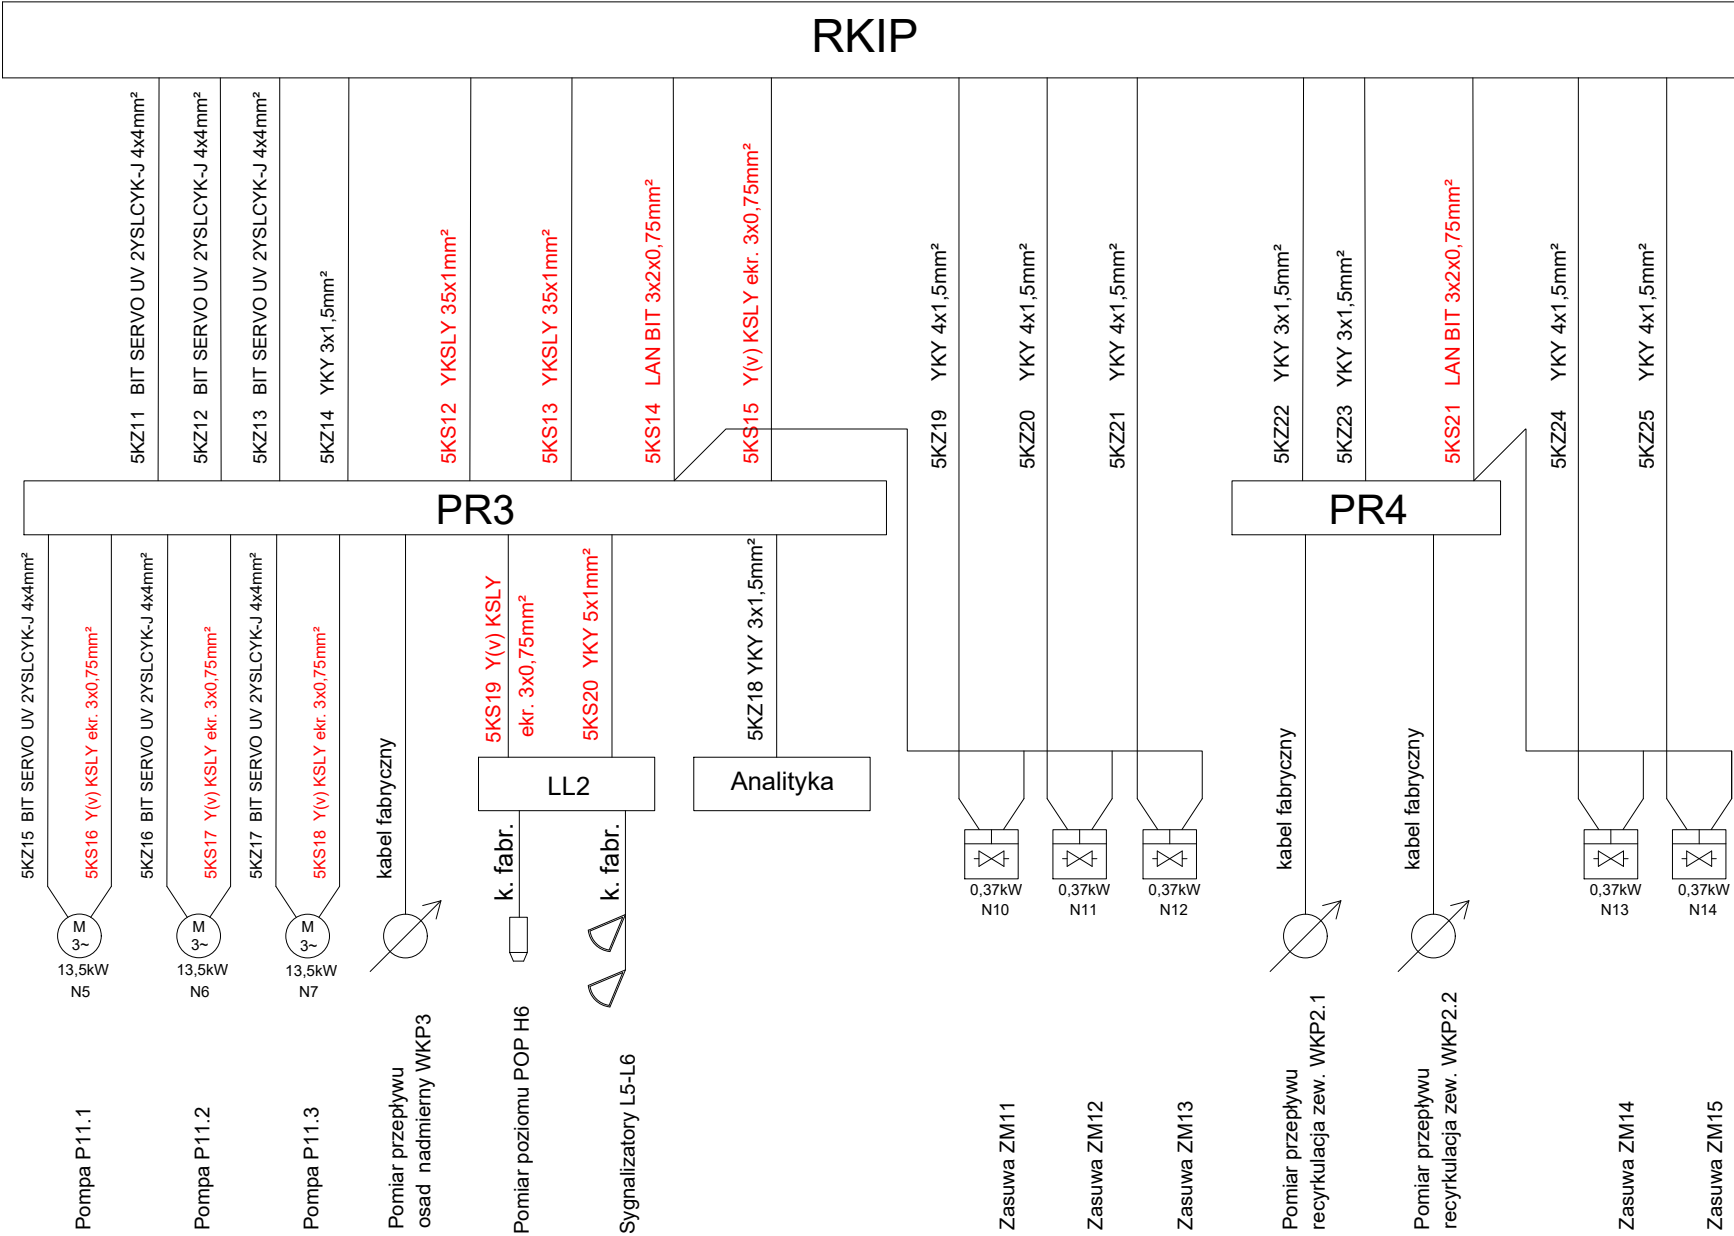 RKIP
5KZ11 BIT SERVO UV 2YSLCYK-J 4x4mm²
5KZ12 BIT SERVO UV 2YSLCYK-J 4x4mm²
5KZ13 BIT SERVO UV 2YSLCYK-J 4x4mm²
5KZ14 YKY 3x1,5mm²
5KS12 YKSLY 35x1mm²
5KS13 YKSLY 35x1mm²
5KS14 LAN BIT 3x2x0,75mm²
5KS15 Y(v) KSLY ekr. 3x0,75mm²
5KZ19 YKY 4x1,5mm²
5KZ20 YKY 4x1,5mm²
5KZ21 YKY 4x1,5mm²
5KZ22 YKY 3x1,5mm²
5KZ23 YKY 3x1,5mm²
5KS21 LAN BIT 3x2x0,75mm²
5KZ24 YKY 4x1,5mm²
5KZ25 YKY 4x1,5mm²
PR3
PR4
5KZ15 BIT SERVO UV 2YSLCYK-J 4x4mm²
5KS16 Y(v) KSLY ekr. 3x0,75mm²
5KZ16 BIT SERVO UV 2YSLCYK-J 4x4mm²
5KS17 Y(v) KSLY ekr. 3x0,75mm²
5KZ17 BIT SERVO UV 2YSLCYK-J 4x4mm²
5KS18 Y(v) KSLY ekr. 3x0,75mm²
kabel fabryczny
5KS19 Y(v) KSLY
ekr. 3x0,75mm²
5KS20 YKY 5x1mm²
5KZ18 YKY 3x1,5mm²
kabel fabryczny
kabel fabryczny
LL2
Analityka
k. fabr.
k. fabr.
M
3~
13,5kW
N5
M
3~
13,5kW
N6
M
3~
13,5kW
N7
0,37kW
N10
0,37kW
N11
0,37kW
N12
0,37kW
N13
0,37kW
N14
Pompa P11.1
Pompa P11.2
Pompa P11.3
Pomiar przepływu
osad nadmierny WKP3
Pomiar poziomu POP H6
Sygnalizatory L5-L6
Zasuwa ZM11
Zasuwa ZM12
Zasuwa ZM13
Pomiar przepływu
recyrkulacja zew. WKP2.1
Pomiar przepływu
recyrkulacja zew. WKP2.2
Zasuwa ZM14
Zasuwa ZM15